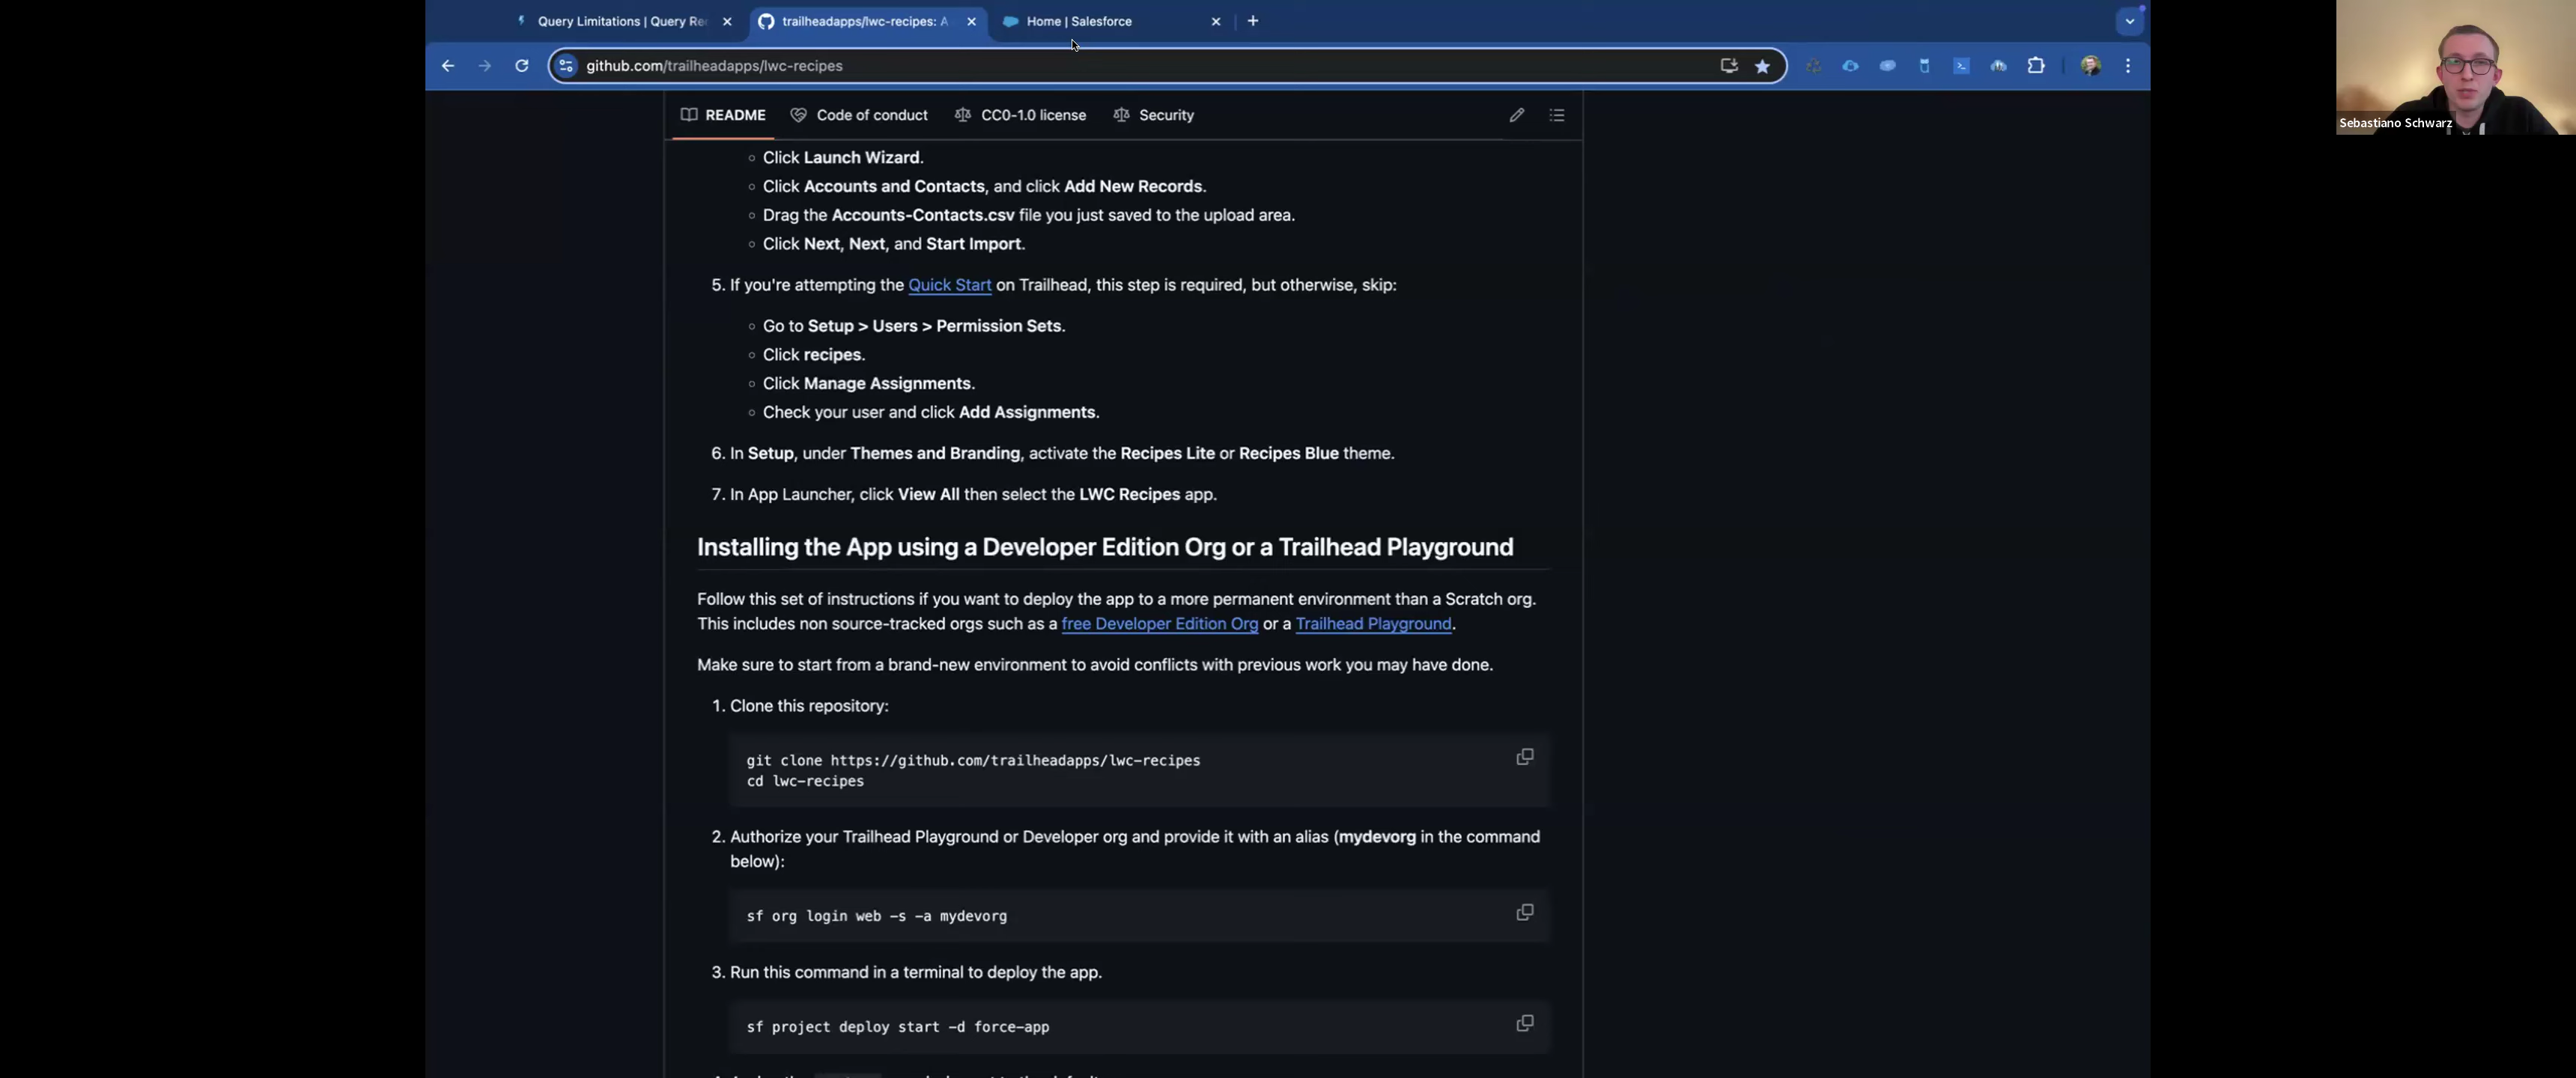 Query Limitations | Query Re
trailheadapps/lwc-recipes: A
Home | Salesforce
github.com/trailheadapps/lwc-recipes
Sebastiano Schwarz
README
Code of conduct
CC0-1.0 license
Security
Click Launch Wizard.
Click Accounts and Contacts, and click Add New Records.
Drag the Accounts-Contacts.csv file you just saved to the upload area.
Click Next, Next, and Start Import.
5. If you're attempting the Quick Start on Trailhead, this step is required, but otherwise, skip:
Go to Setup > Users > Permission Sets.
Click recipes.
Click Manage Assignments.
Check your user and click Add Assignments.
6. In Setup, under Themes and Branding, activate the Recipes Lite or Recipes Blue theme.
7. In App Launcher, click View All then select the LWC Recipes app.
Installing the App using a Developer Edition Org or a Trailhead Playground
Follow this set of instructions if you want to deploy the app to a more permanent environment than a Scratch org.
This includes non source-tracked orgs such as a free Developer Edition Org or a Trailhead Playground.
Make sure to start from a brand-new environment to avoid conflicts with previous work you may have done.
1. Clone this repository:
git clone https://github.com/trailheadapps/lwc-recipes
cd lwc-recipes
2. Authorize your Trailhead Playground or Developer org and provide it with an alias (mydevorg in the command
below):
sf org login web -s -a mydevorg
3. Run this command in a terminal to deploy the app.
sf project deploy start -d force-app